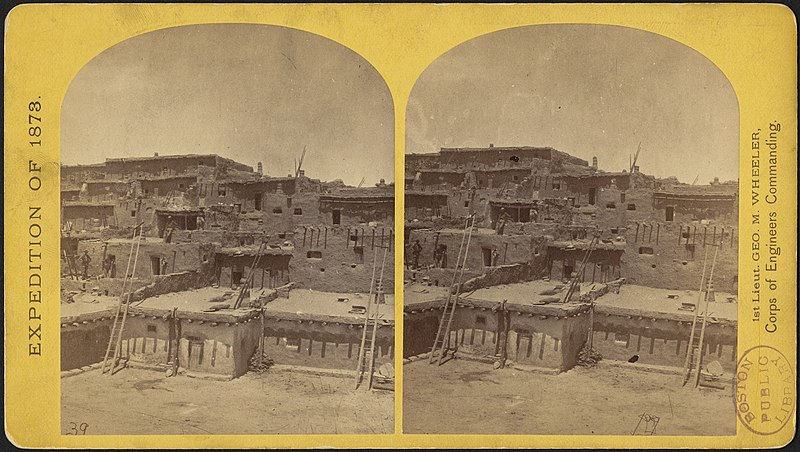 EXPEDITION OF 1873.
39
1st Lieut. GEO. M. WHEELER,
Corps of Engineers Commanding.
BOSTON
PUBLIC
LIBRARY